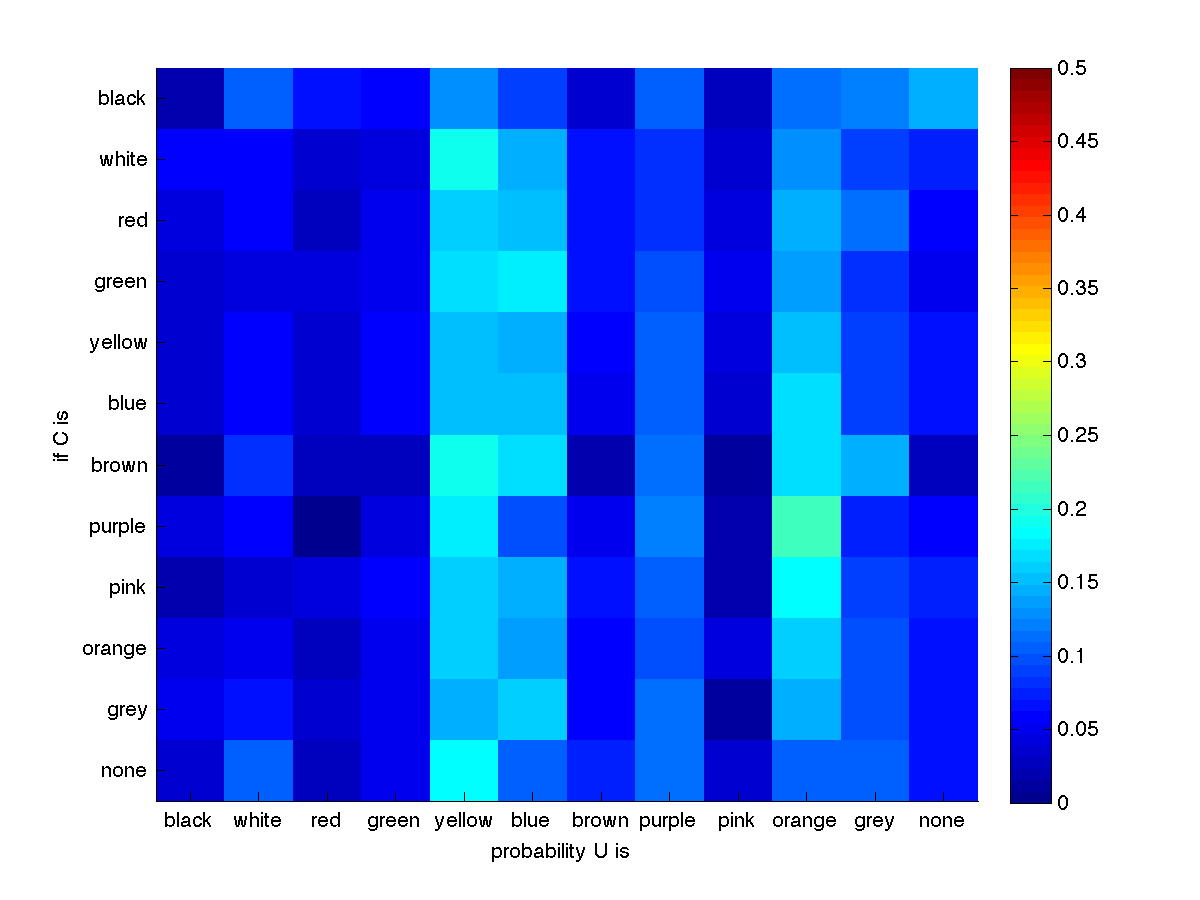 black
white
red
green
yellow
blue
brown
purple
pink
orange
grey
none
if C is
black white red green yellow blue brown purple pink orange grey none
probability U is
0.5
0.45
0.4
0.35
0.3
0.25
0.2
0.15
0.1
0.05
0